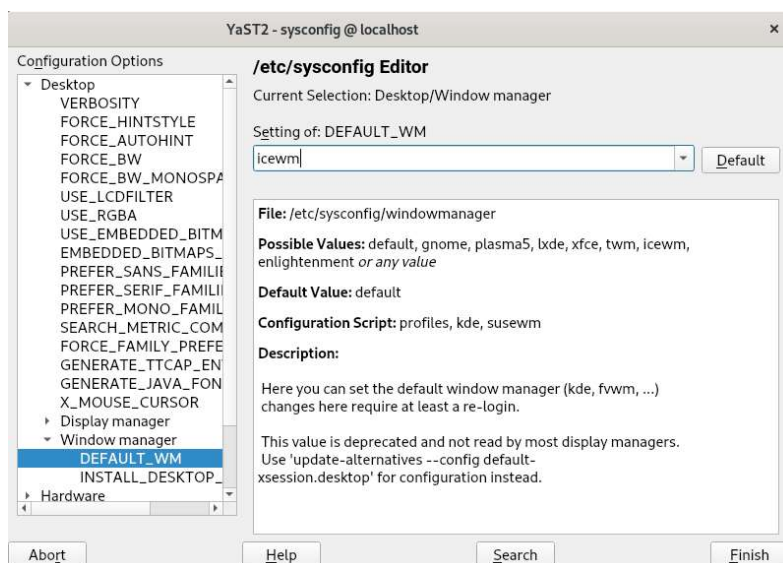 YaST2 - sysconfig @ localhost
×
Configuration Options
Desktop
VERBOSITY
FORCE_HINTSTYLE
FORCE_AUTOHINT
FORCE_BW
FORCE_BW_MONOSPA
USE_LCDFILTER
USE_RGBA
USE_EMBEDDED_BITM
EMBEDDED_BITMAPS_
PREFER_SANS_FAMILIE
PREFER_SERIF_FAMILI
PREFER_MONO_FAMIL
SEARCH_METRIC_COM
FORCE_FAMILY_PREFE
GENERATE_TTCAP_EN
GENERATE_JAVA_FON
X_MOUSE_CURSOR
Display manager
Window manager
DEFAULT_WM
INSTALL_DESKTOP_
Hardware
/etc/sysconfig Editor
Current Selection: Desktop/Window manager
Setting of: DEFAULT_WM
icewm
Default
File: /etc/sysconfig/windowmanager
Possible Values: default, gnome, plasma5, lxde, xfce, twm, icewm,
enlightenment or any value
Default Value: default
Configuration Script: profiles, kde, susewm
Description:
Here you can set the default window manager (kde, fvwm, ...)
changes here require at least a re-login.
This value is deprecated and not read by most display managers.
Use 'update-alternatives --config default-
xsession.desktop' for configuration instead.
Abort
Help
Search
Finish